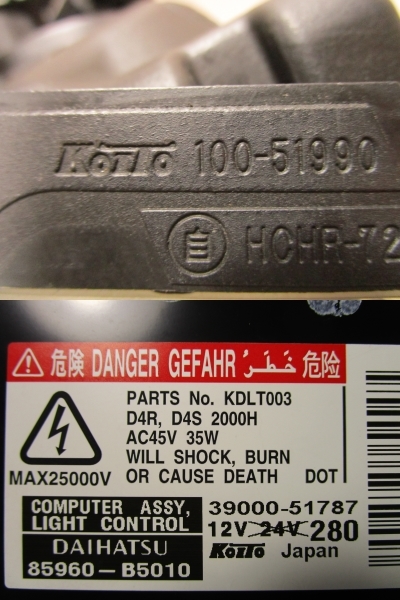 KOITO 100-51990
自 HCHR-72
⚠ 危険 DANGER GEFAHR خَطَرٌ 危险
PARTS No. KDLT003
D4R, D4S 2000H
AC45V 35W
WILL SHOCK, BURN
OR CAUSE DEATH DOT
MAX25000V
COMPUTER ASSY,
LIGHT CONTROL
DAIHATSU
85960-B5010
39000-51787
12V 24V 280
KOITO Japan